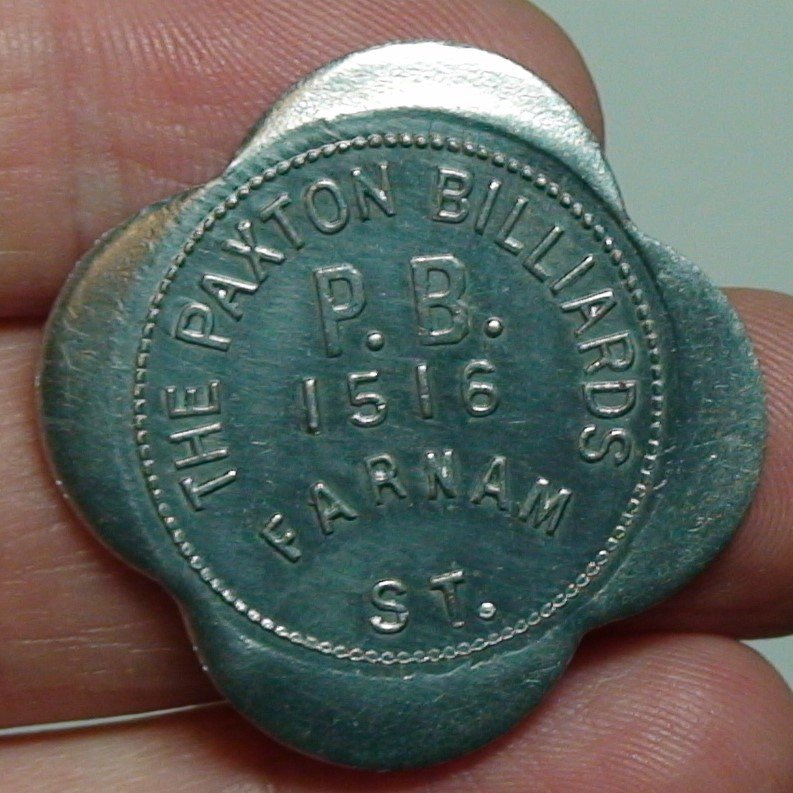 THE PAXTON BILLIARDS
P. B.
1516
FARNAM
ST.